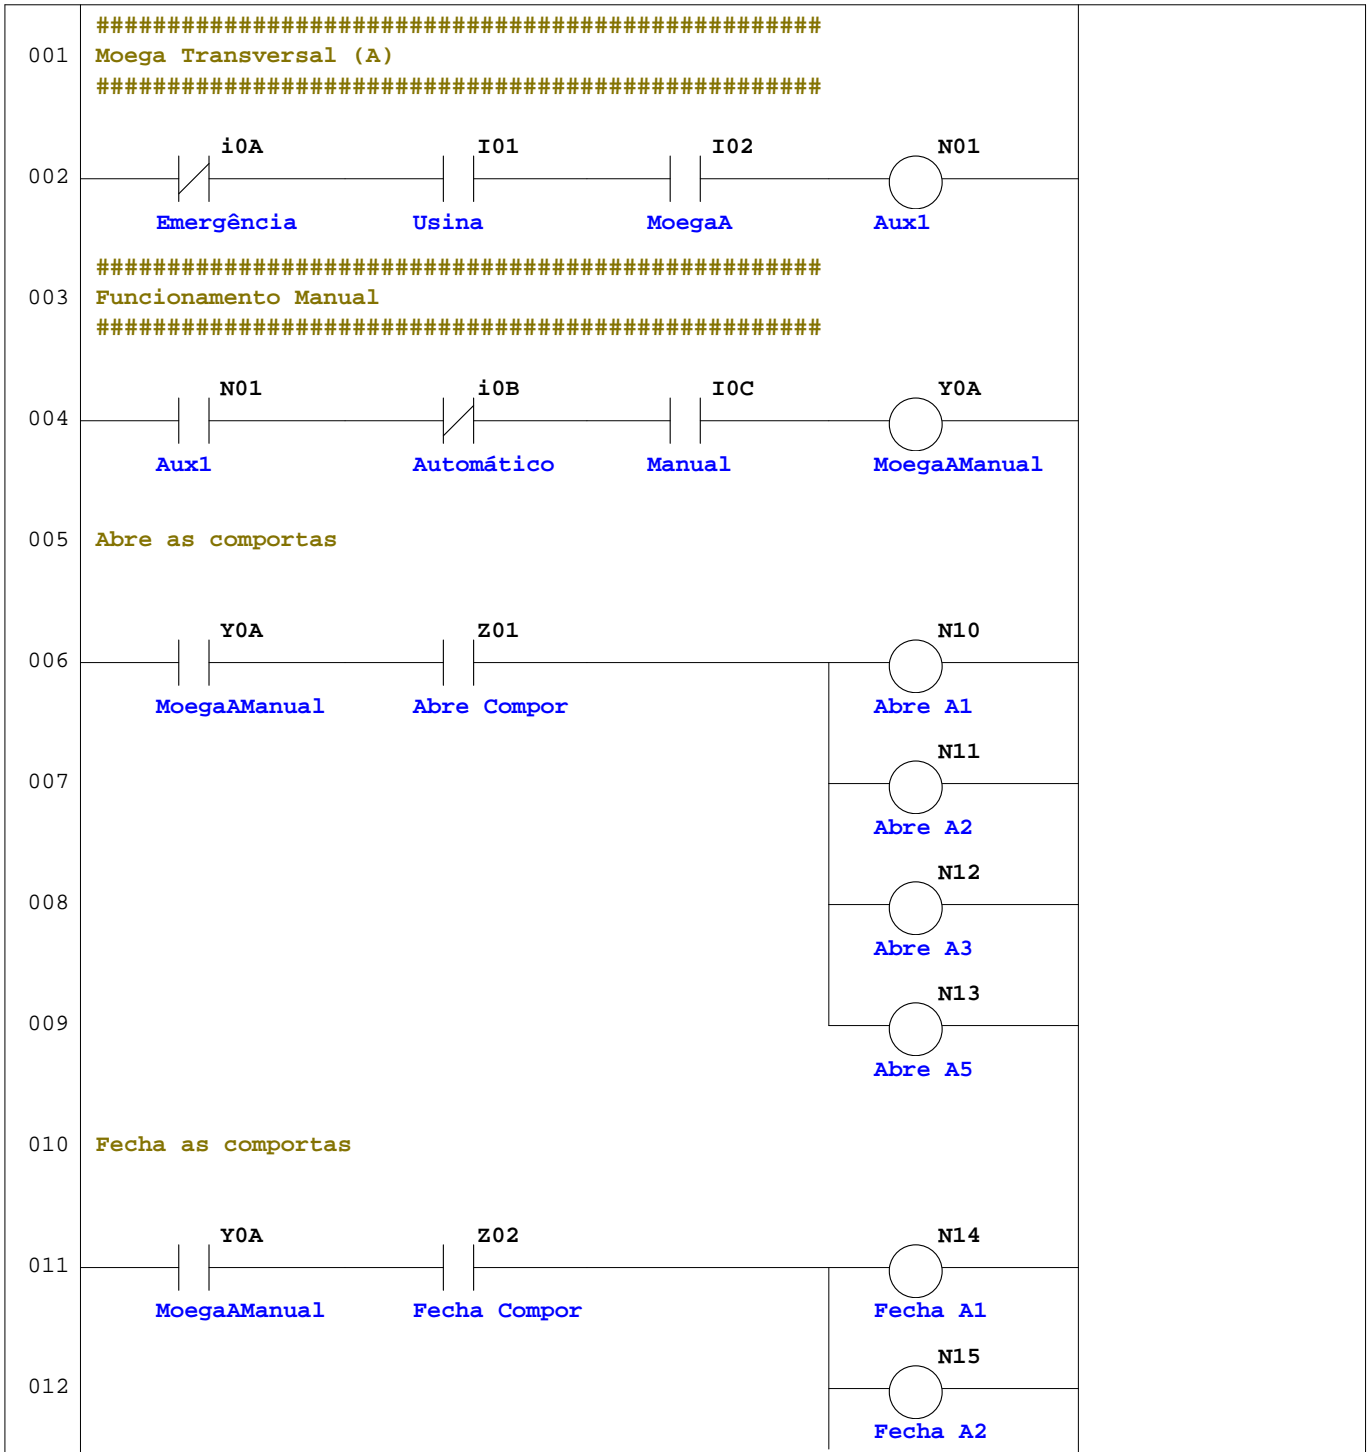 ###################################################
001 Moega Transversal (A)
###################################################
i0A I01 I02 N01
002
Emergência Usina MoegaA Aux1
###################################################
003 Funcionamento Manual
###################################################
N01 i0B I0C Y0A
004
Aux1 Automático Manual MoegaAManual
005 Abre as comportas
Y0A Z01 N10
006
MoegaAManual Abre Compor Abre A1
N11
007
Abre A2
N12
008
Abre A3
N13
009
Abre A5
010 Fecha as comportas
Y0A Z02 N14
011
MoegaAManual Fecha Compor Fecha A1
N15
012
Fecha A2